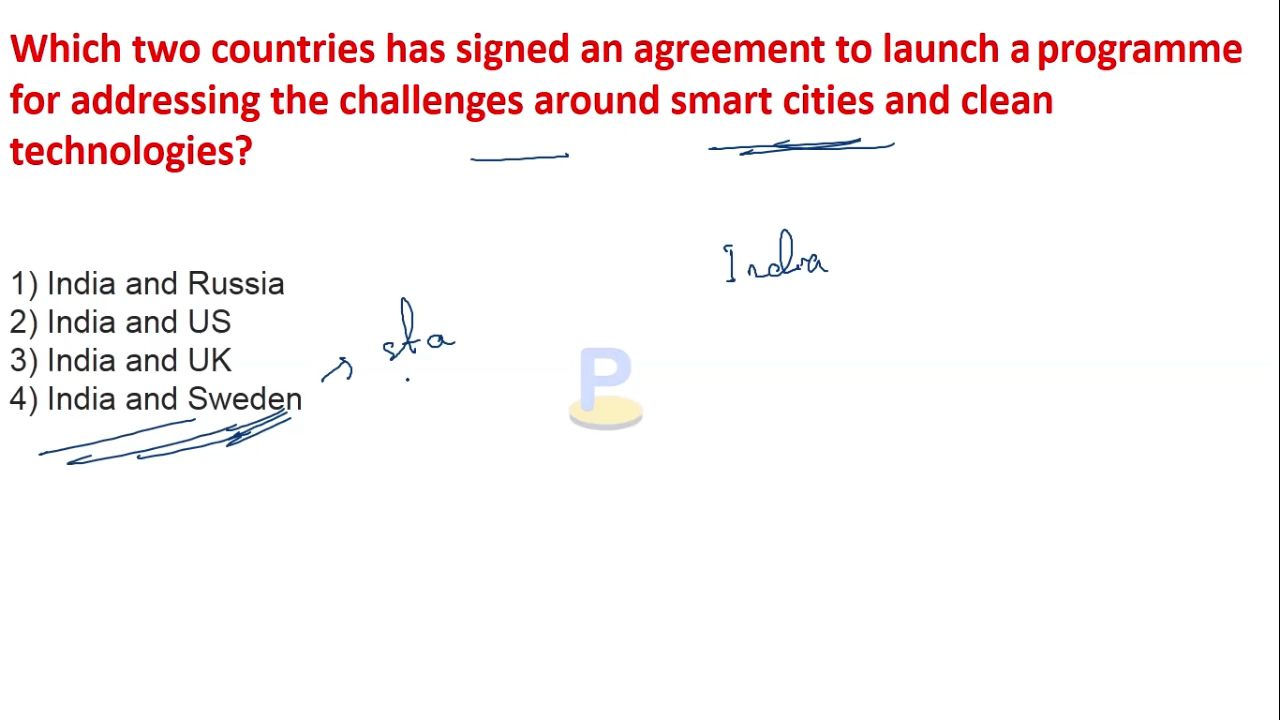 Which two countries has signed an agreement to launch a programme
for addressing the challenges around smart cities and clean
technologies?
India
1) India and Russia
2) India and US
3) India and UK
sta
4) India and Sweden
P